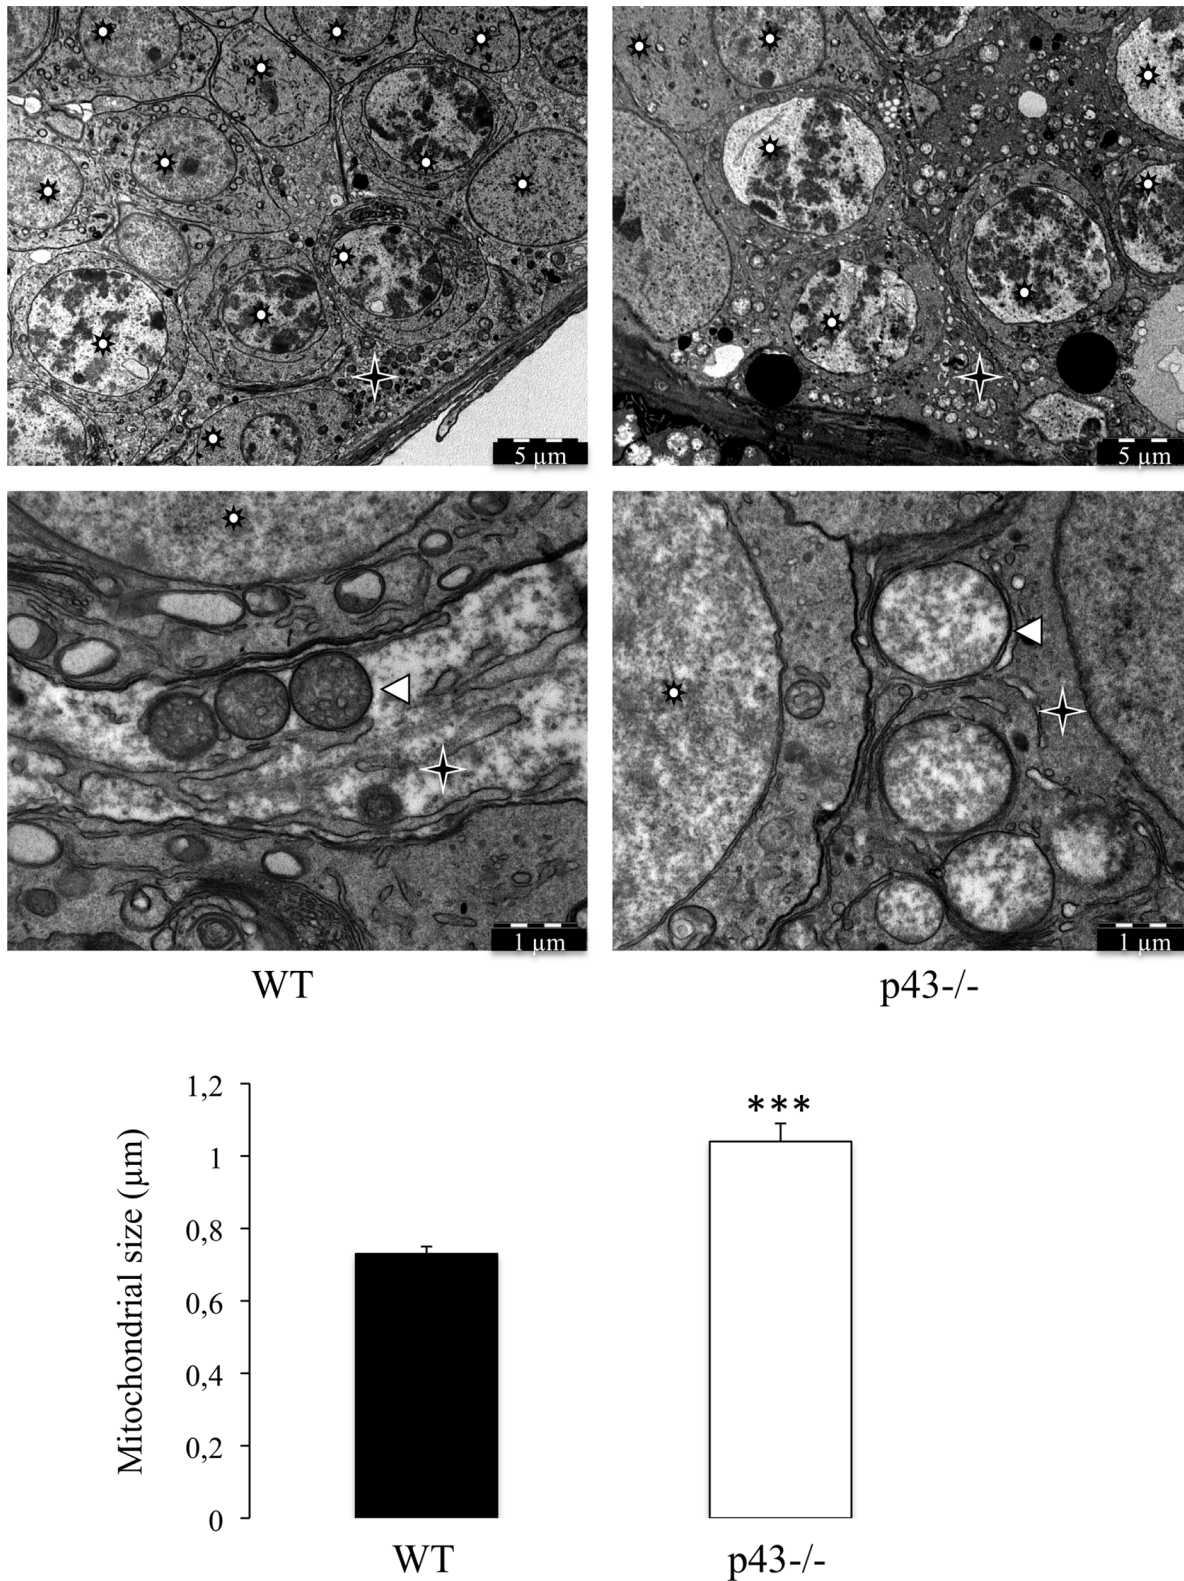 5 µm
5 µm
1 µm
1 µm
WT
p43-/-
Mitochondrial size (µm)
1,2
1
0,8
0,6
0,4
0,2
0
***
WT
p43-/-